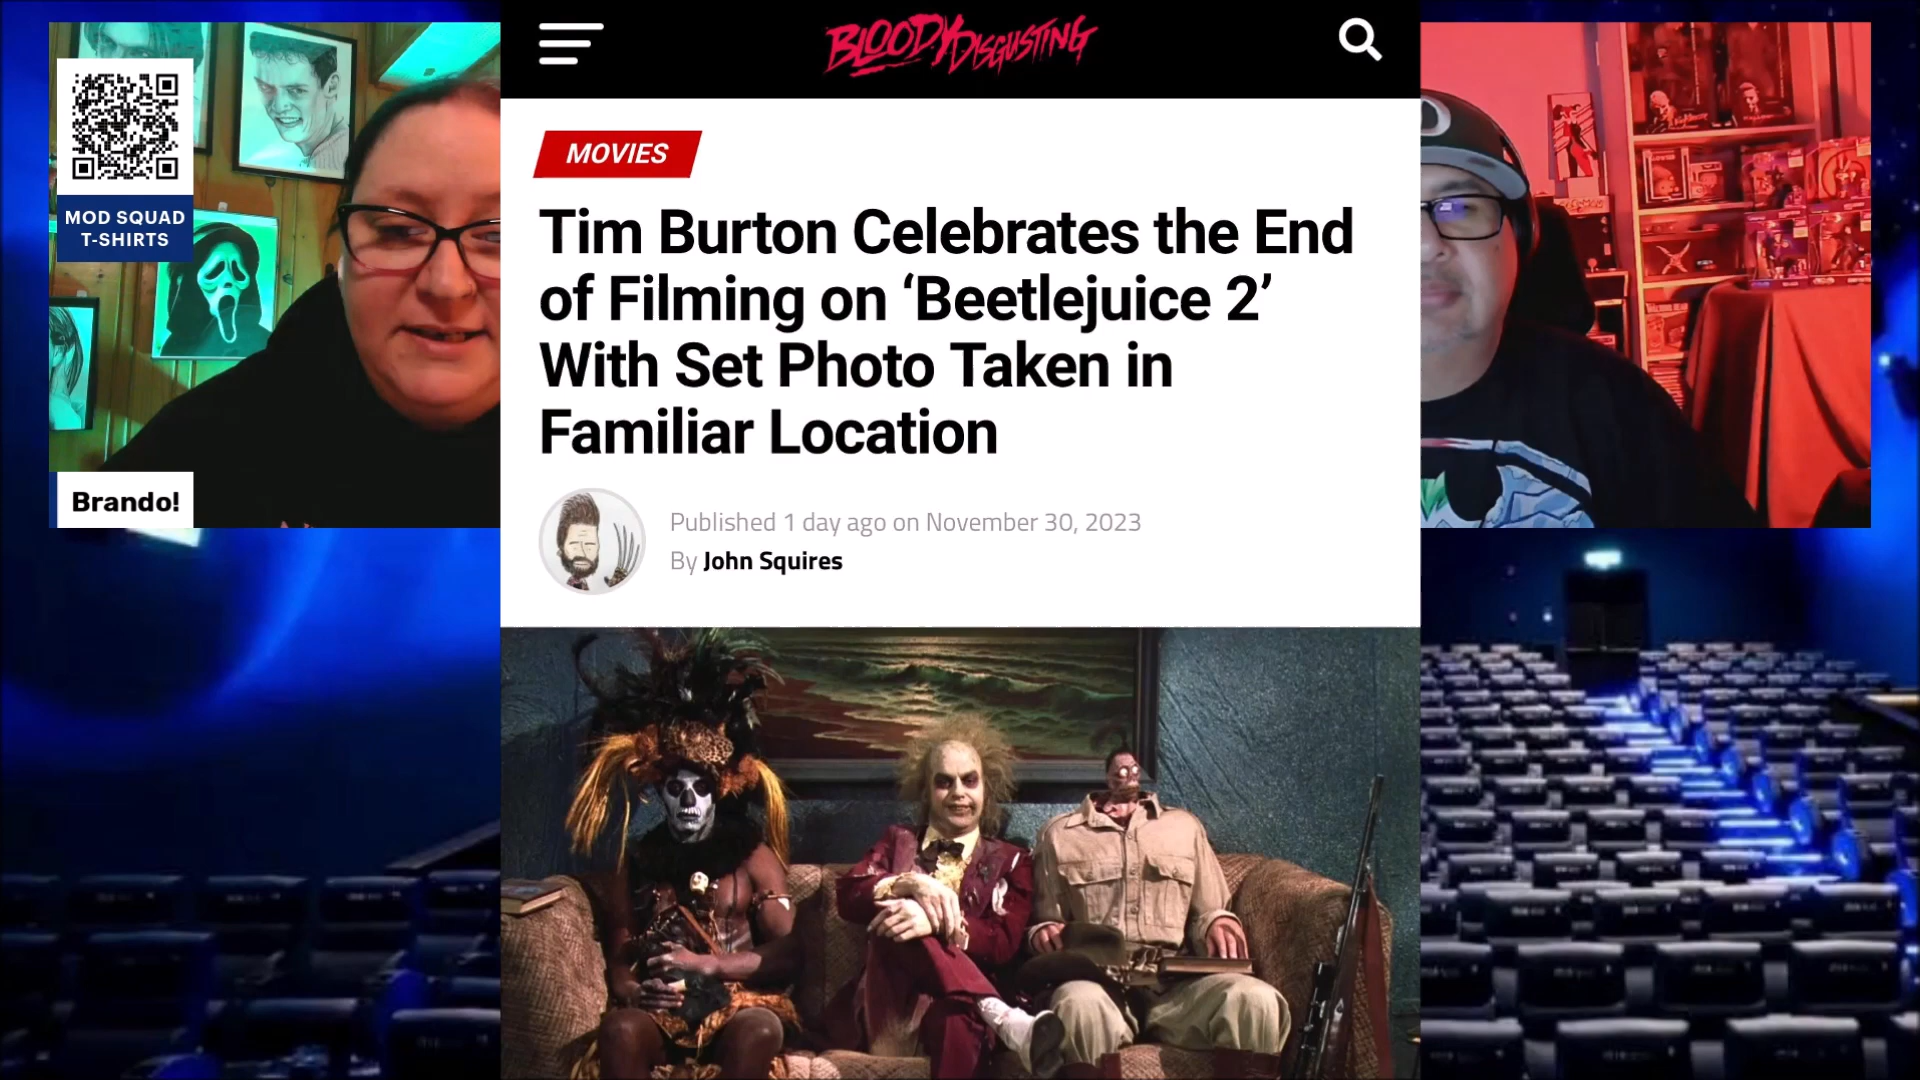 BLOODY DISGUSTING
MOVIES
Tim Burton Celebrates the End
of Filming on ‘Beetlejuice 2’
With Set Photo Taken in
Familiar Location
Published 1 day ago on November 30, 2023
By John Squires
MOD SQUAD
T-SHIRTS
Brando!